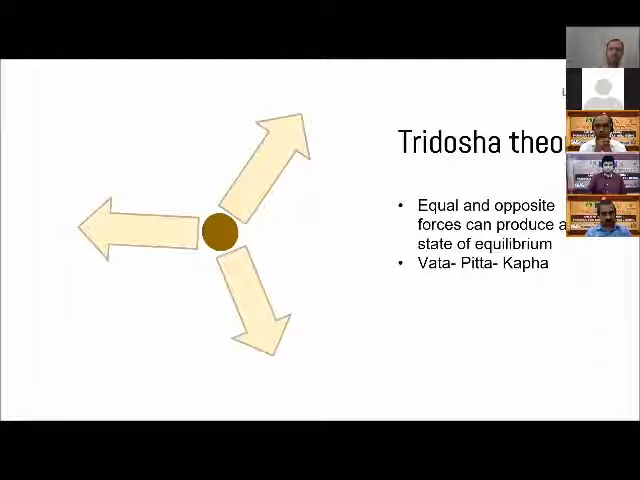 Tridosha theo
• Equal and opposite
forces can produce a
state of equilibrium
• Vata- Pitta- Kapha